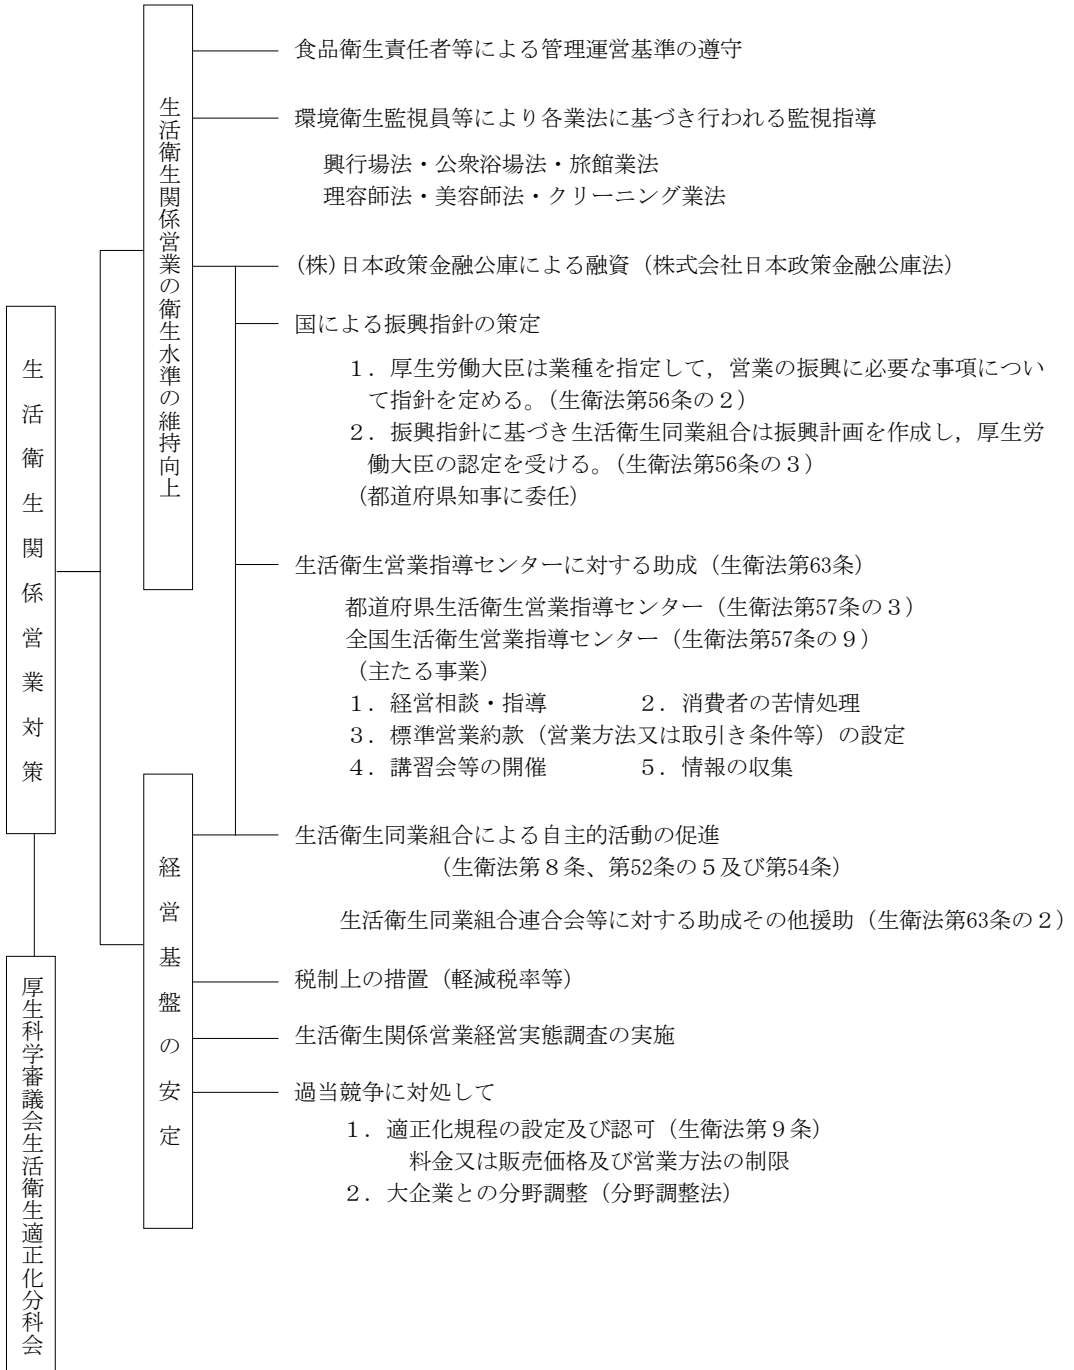 生活衛生関係営業対策
厚生科学審議会生活衛生適正化分科会
生活衛生関係営業の衛生水準の維持向上
食品衛生責任者等による管理運営基準の遵守
環境衛生監視員等により各業法に基づき行われる監視指導
興行場法・公衆浴場法・旅館業法
理容師法・美容師法・クリーニング業法
(株)日本政策金融公庫による融資（株式会社日本政策金融公庫法）
国による振興指針の策定
１．厚生労働大臣は業種を指定して，営業の振興に必要な事項につい
て指針を定める。（生衛法第56条の２）
２．振興指針に基づき生活衛生同業組合は振興計画を作成し，厚生労
働大臣の認定を受ける。（生衛法第56条の３）
（都道府県知事に委任）
生活衛生営業指導センターに対する助成（生衛法第63条）
都道府県生活衛生営業指導センター（生衛法第57条の３）
全国生活衛生営業指導センター（生衛法第57条の９）
（主たる事業）
１．経営相談・指導　２．消費者の苦情処理
３．標準営業約款（営業方法又は取引き条件等）の設定
４．講習会等の開催　５．情報の収集
経営基盤の安定
生活衛生同業組合による自主的活動の促進
（生衛法第８条、第52条の５及び第54条）
生活衛生同業組合連合会等に対する助成その他援助（生衛法第63条の２）
税制上の措置（軽減税率等）
生活衛生関係営業経営実態調査の実施
過当競争に対処して
１．適正化規程の設定及び認可（生衛法第９条）
料金又は販売価格及び営業方法の制限
２．大企業との分野調整（分野調整法）